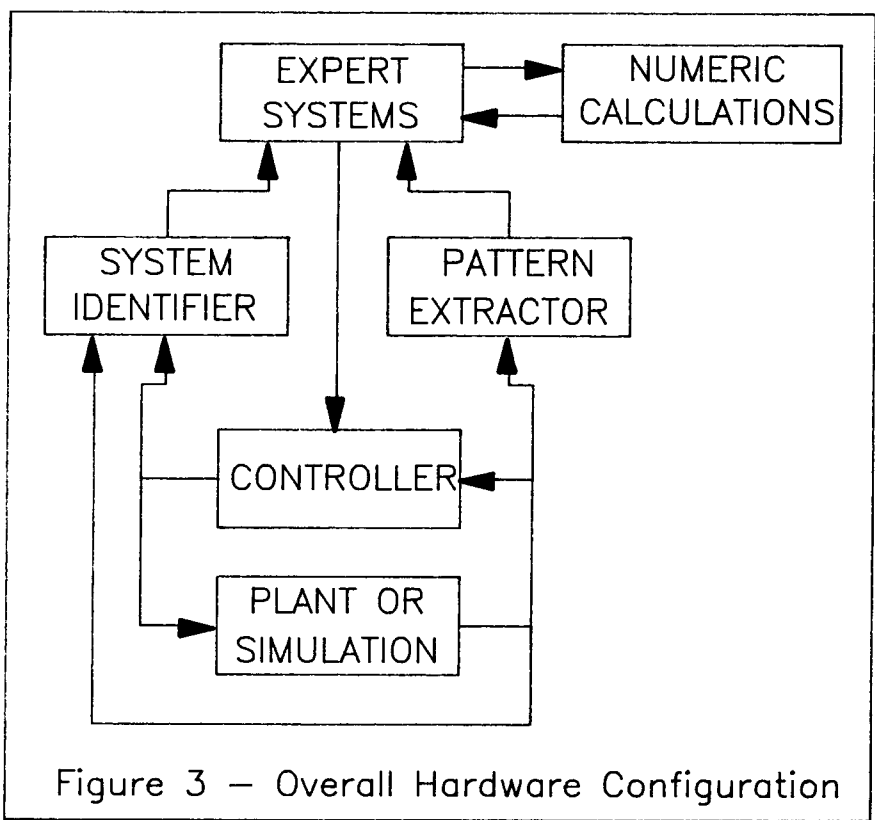 EXPERT
SYSTEMS
NUMERIC
CALCULATIONS
SYSTEM
IDENTIFIER
PATTERN
EXTRACTOR
CONTROLLER
PLANT OR
SIMULATION
Figure 3 – Overall Hardware Configuration